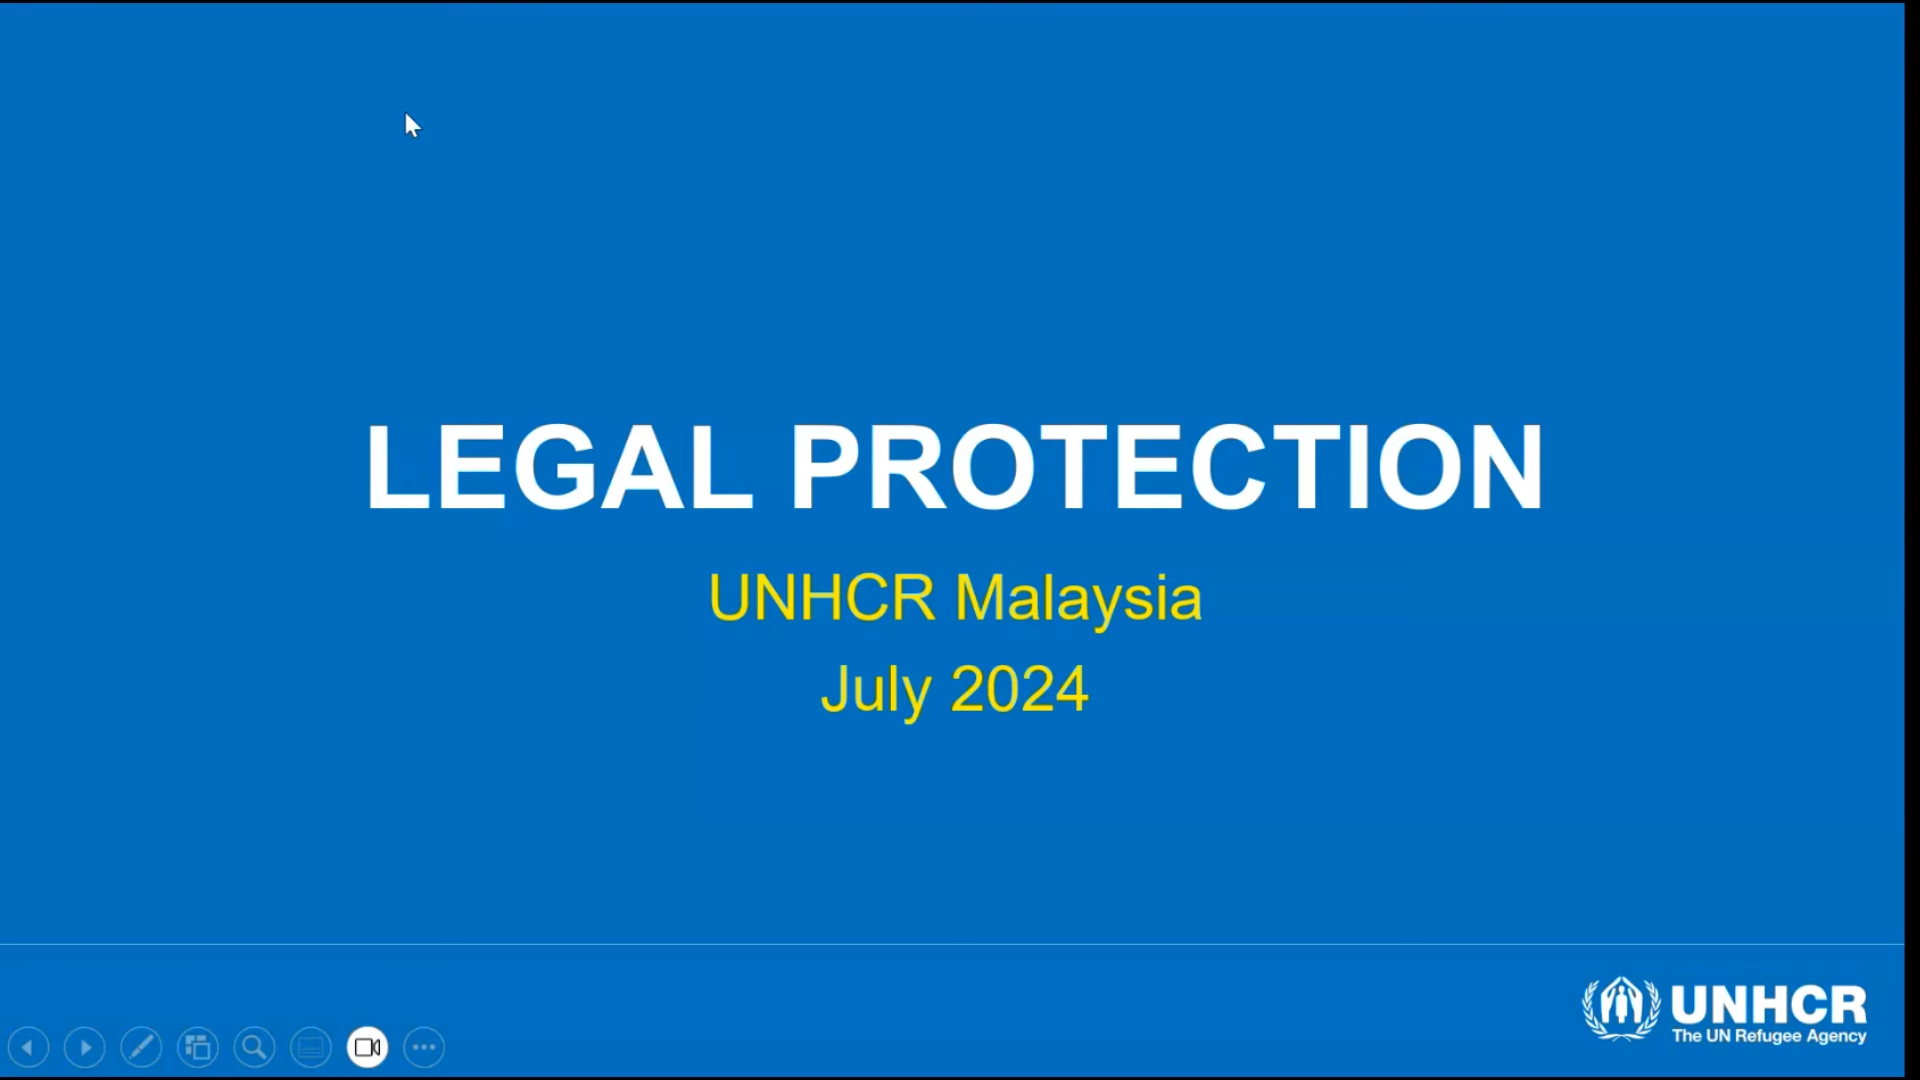 LEGAL PROTECTION
UNHCR Malaysia
July 2024
UNHCR
The UN Refugee Agency